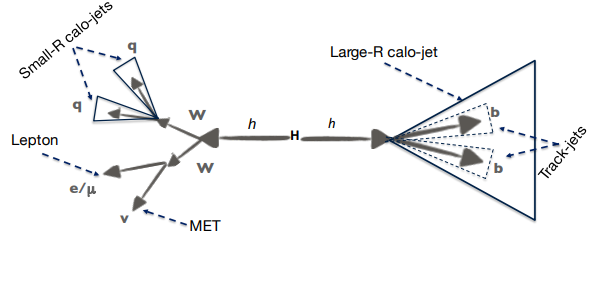 Small-R calo-jets
q
q
Lepton
e/μ
v
MET
W
W
h
H
h
Large-R calo-jet
b
b
Track-jets